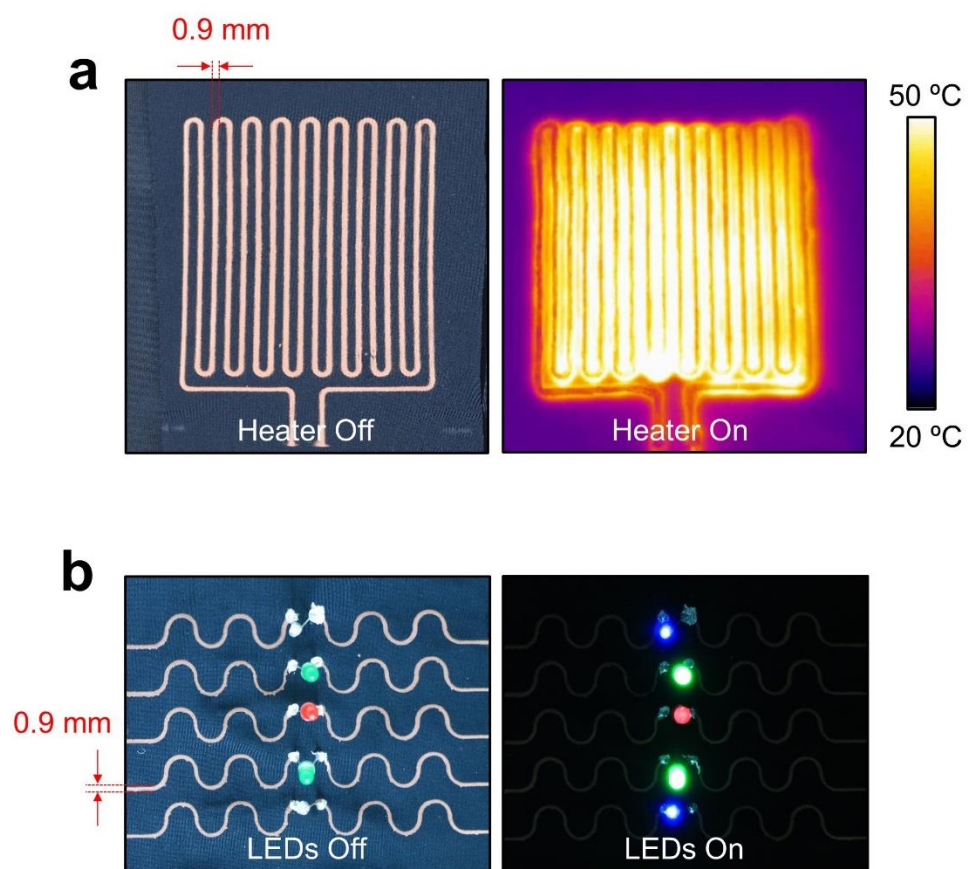 0.9 mm
a
50 ºC
Heater Off
Heater On
20 ºC
b
0.9 mm
LEDs Off
LEDs On